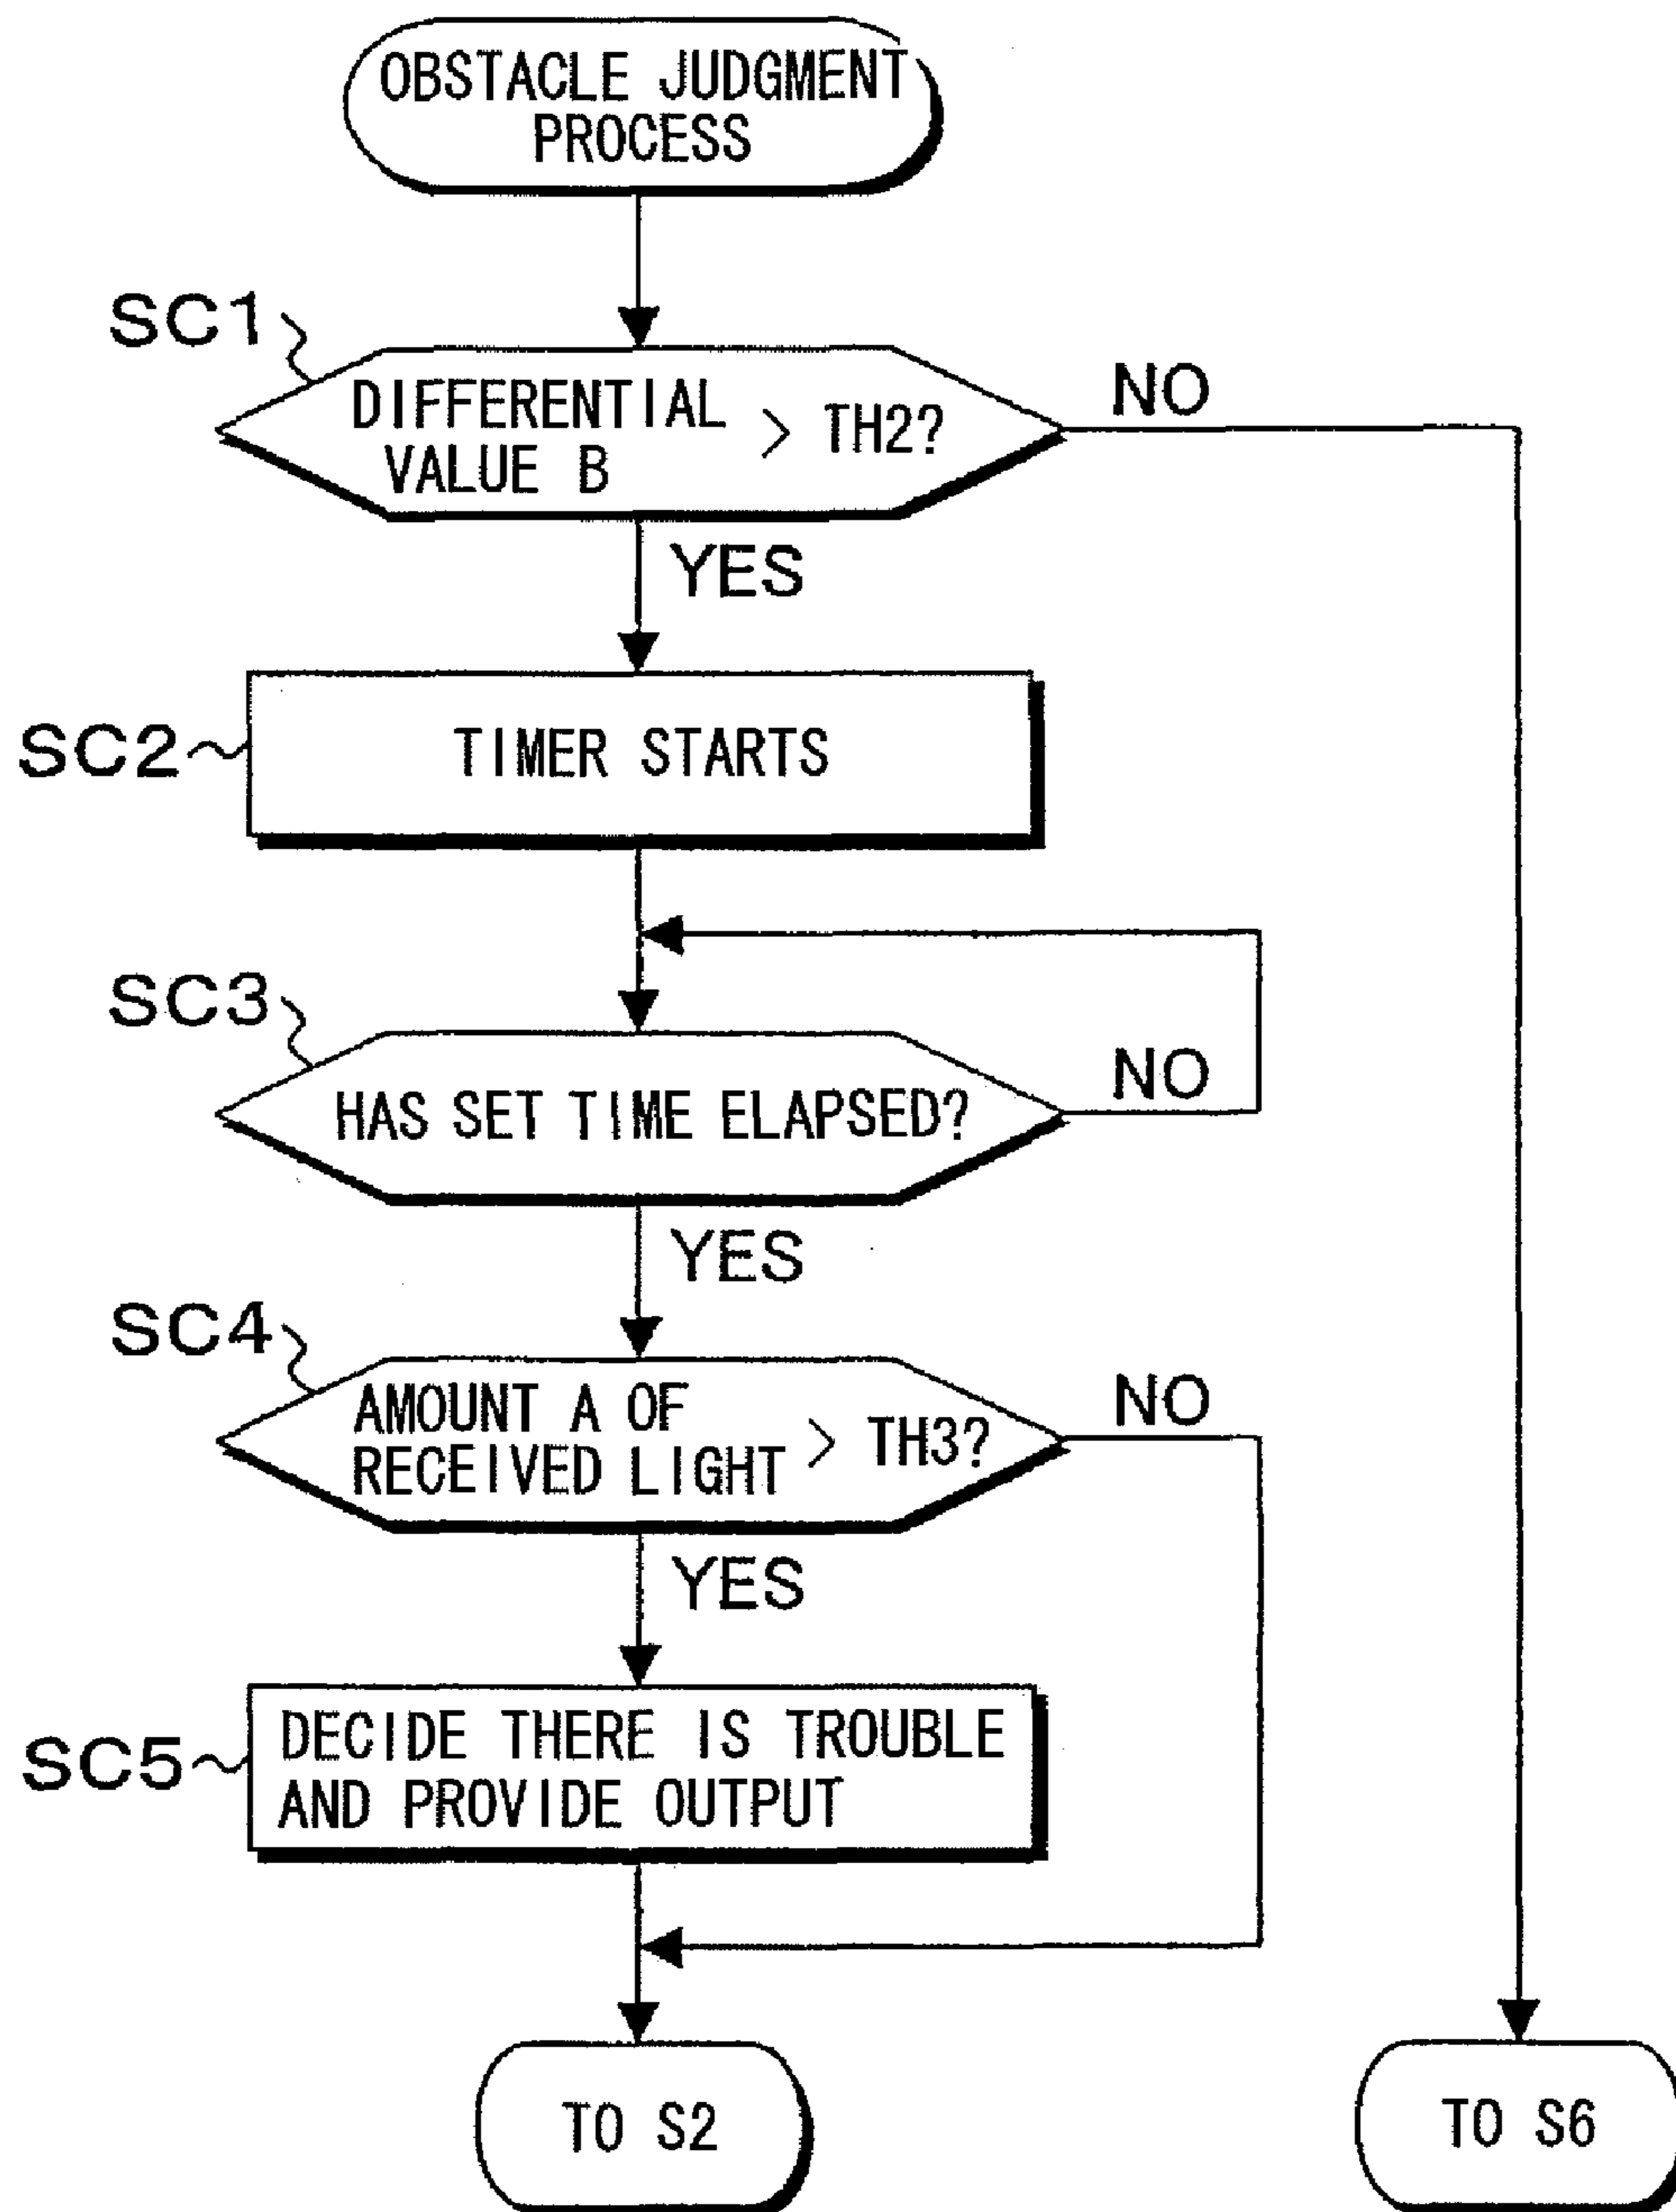 OBSTACLE JUDGMENT
PROCESS
SC1
DIFFERENTIAL
VALUE B
> TH2?
NO
YES
SC2
TIMER STARTS
SC3
HAS SET TIME ELAPSED?
NO
YES
SC4
AMOUNT A OF
RECEIVED LIGHT
> TH3?
NO
YES
SC5
DECIDE THERE IS TROUBLE
AND PROVIDE OUTPUT
TO S2
TO S6